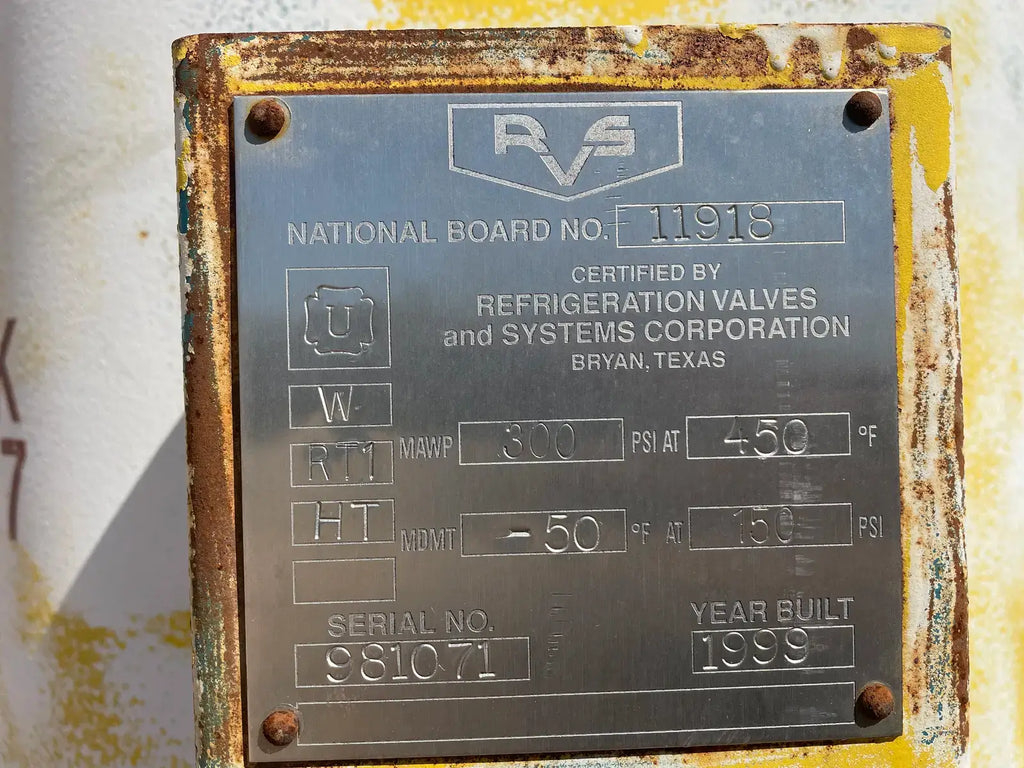 RVS
NATIONAL BOARD NO. 11918
CERTIFIED BY
REFRIGERATION VALVES
and SYSTEMS CORPORATION
BRYAN, TEXAS
U
W
RT1
HT
MAWP 300 PSI AT 450 °F
MDMT -50 °F AT 150 PSI
SERIAL NO.
981071
YEAR BUILT
1999
7